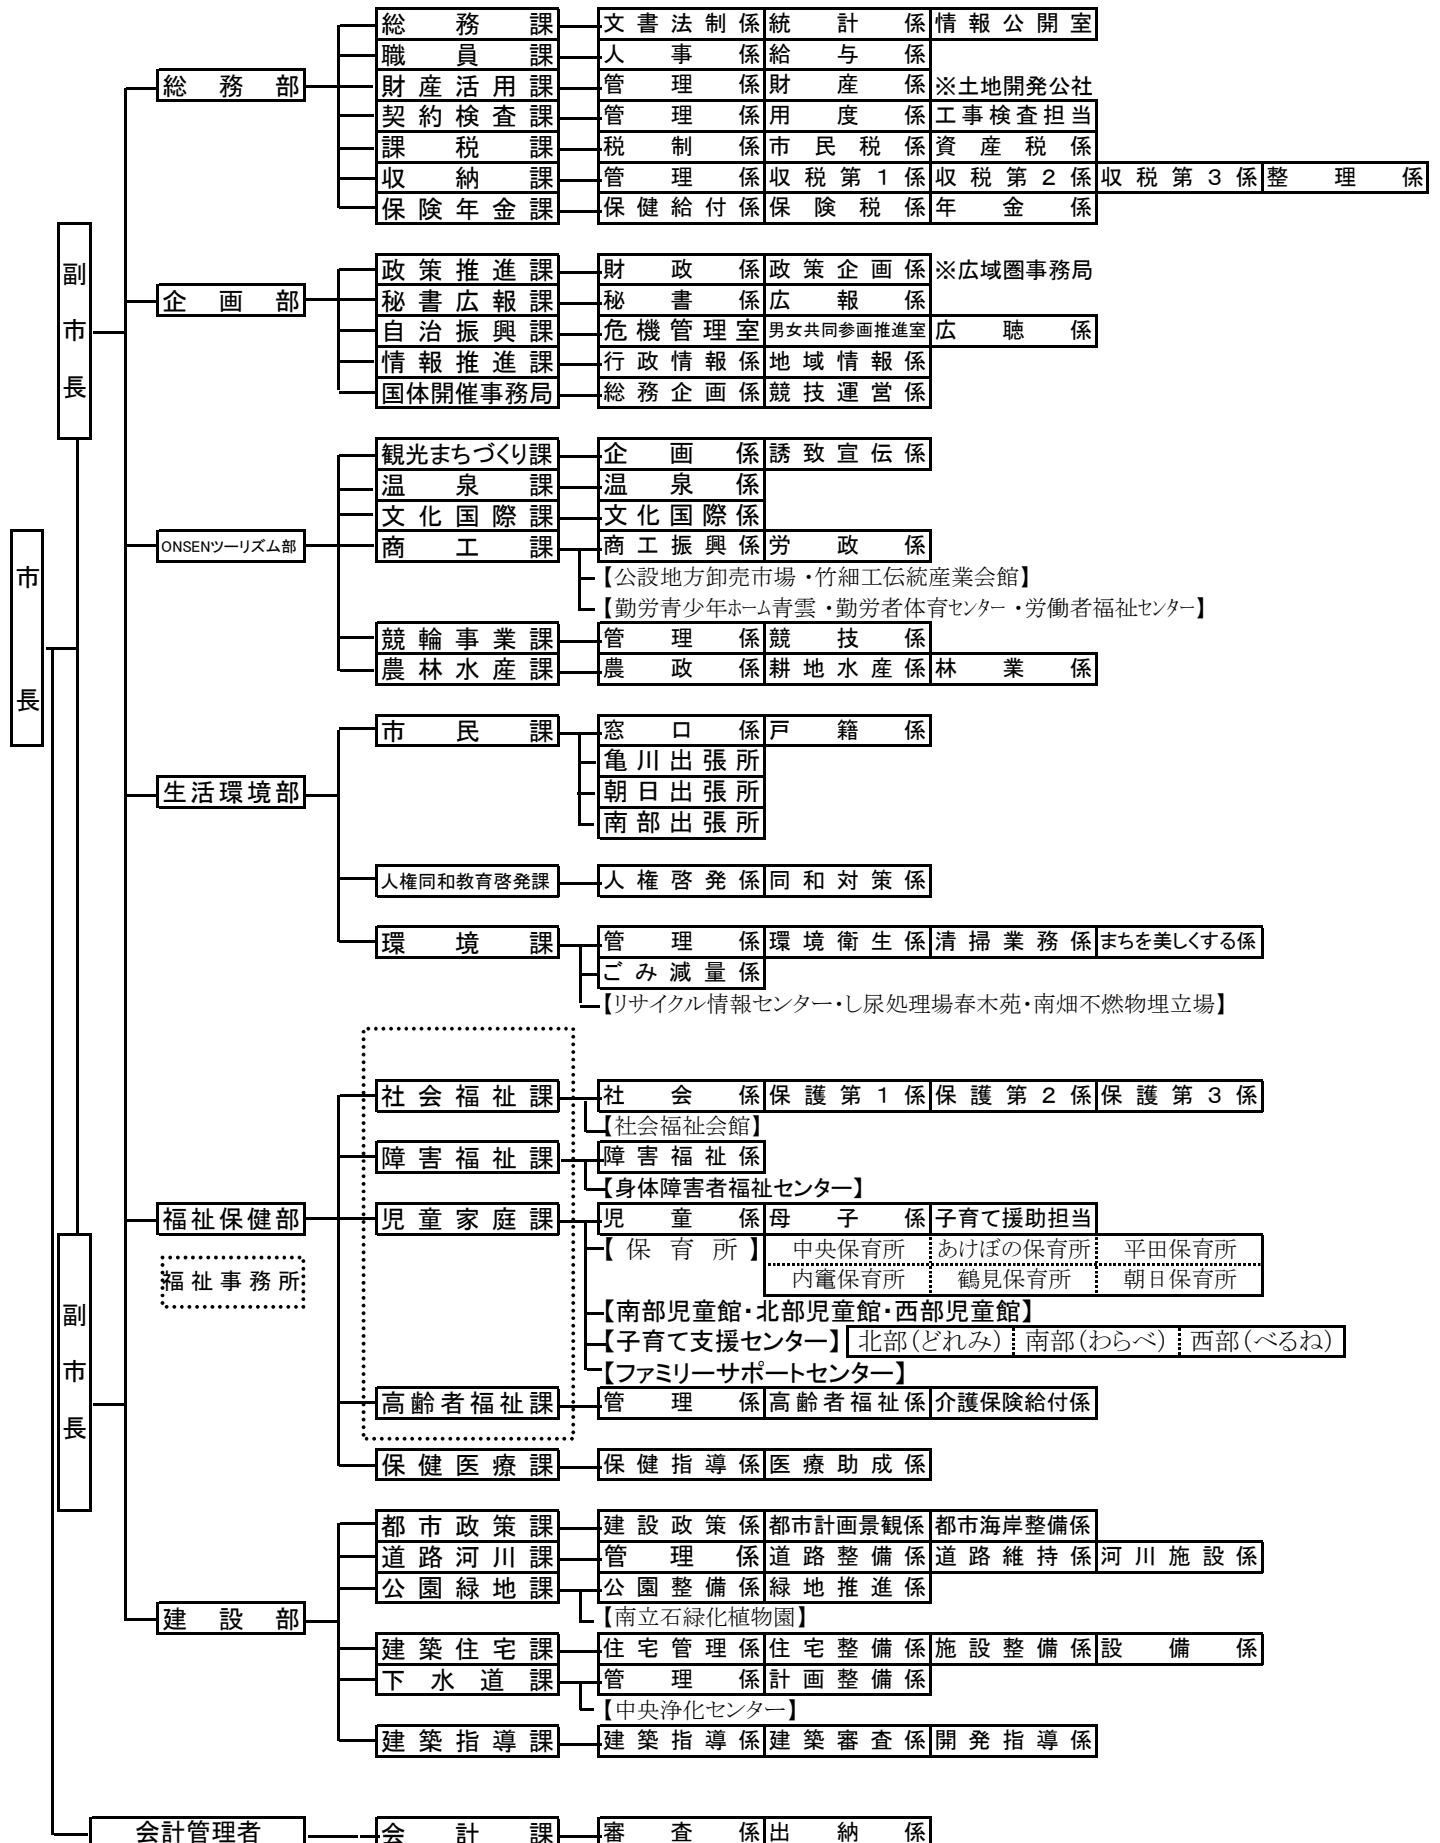 総務課 文書法制係 統計係 情報公開室
職員課 人事係 給与係
総務部 財産活用課 管理係 財産係 ※土地開発公社
契約検査課 管理係 用度係 工事検査担当
課税課 税制係 市民税係 資産税係
収納課 管理係 収税第1係 収税第2係 収税第3係 整理係
保険年金課 保健給付係 保険税係 年金係
副市長
政策推進課 財政係 政策企画係 ※広域圏事務局
企画部 秘書広報課 秘書係 広報係
自治振興課 危機管理室 男女共同参画推進室 広聴係
情報推進課 行政情報係 地域情報係
国体開催事務局 総務企画係 競技運営係
観光まちづくり課 企画係 誘致宣伝係
温泉課 温泉係
文化国際課 文化国際係
ONSENツーリズム部 商工課 商工振興係 労政係
市長
【公設地方卸売市場・竹細工伝統産業会館】
【勤労青少年ホーム青雲・勤労者体育センター・労働者福祉センター】
競輪事業課 管理係 競技係
農林水産課 農政係 耕地水産係 林業係
市民課 窓口係 戸籍係
亀川出張所
生活環境部 朝日出張所
南部出張所
人権同和教育啓発課 人権啓発係 同和対策係
環境課 管理係 環境衛生係 清掃業務係 まちを美しくする係
ごみ減量係
【リサイクル情報センター・し尿処理場春木苑・南畑不燃物埋立場】
社会福祉課 社会係 保護第1係 保護第2係 保護第3係
【社会福祉会館】
障害福祉課 障害福祉係
【身体障害者福祉センター】
福祉保健部 児童家庭課 児童係 母子係 子育て援助担当
【保育所】 中央保育所 あけぼの保育所 平田保育所
福祉事務所 内竈保育所 鶴見保育所 朝日保育所
【南部児童館・北部児童館・西部児童館】
副市長
【子育て支援センター】 北部(どれみ) 南部(わらべ) 西部(べるね)
【ファミリーサポートセンター】
高齢者福祉課 管理係 高齢者福祉係 介護保険給付係
保健医療課 保健指導係 医療助成係
都市政策課 建設政策係 都市計画景観係 都市海岸整備係
道路河川課 管理係 道路整備係 道路維持係 河川施設係
公園緑地課 公園整備係 緑地推進係
建設部 【南立石緑化植物園】
建築住宅課 住宅管理係 住宅整備係 施設整備係 設備係
下水道課 管理係 計画整備係
【中央浄化センター】
建築指導課 建築指導係 建築審査係 開発指導係
会計管理者 会計課 審査係 出納係